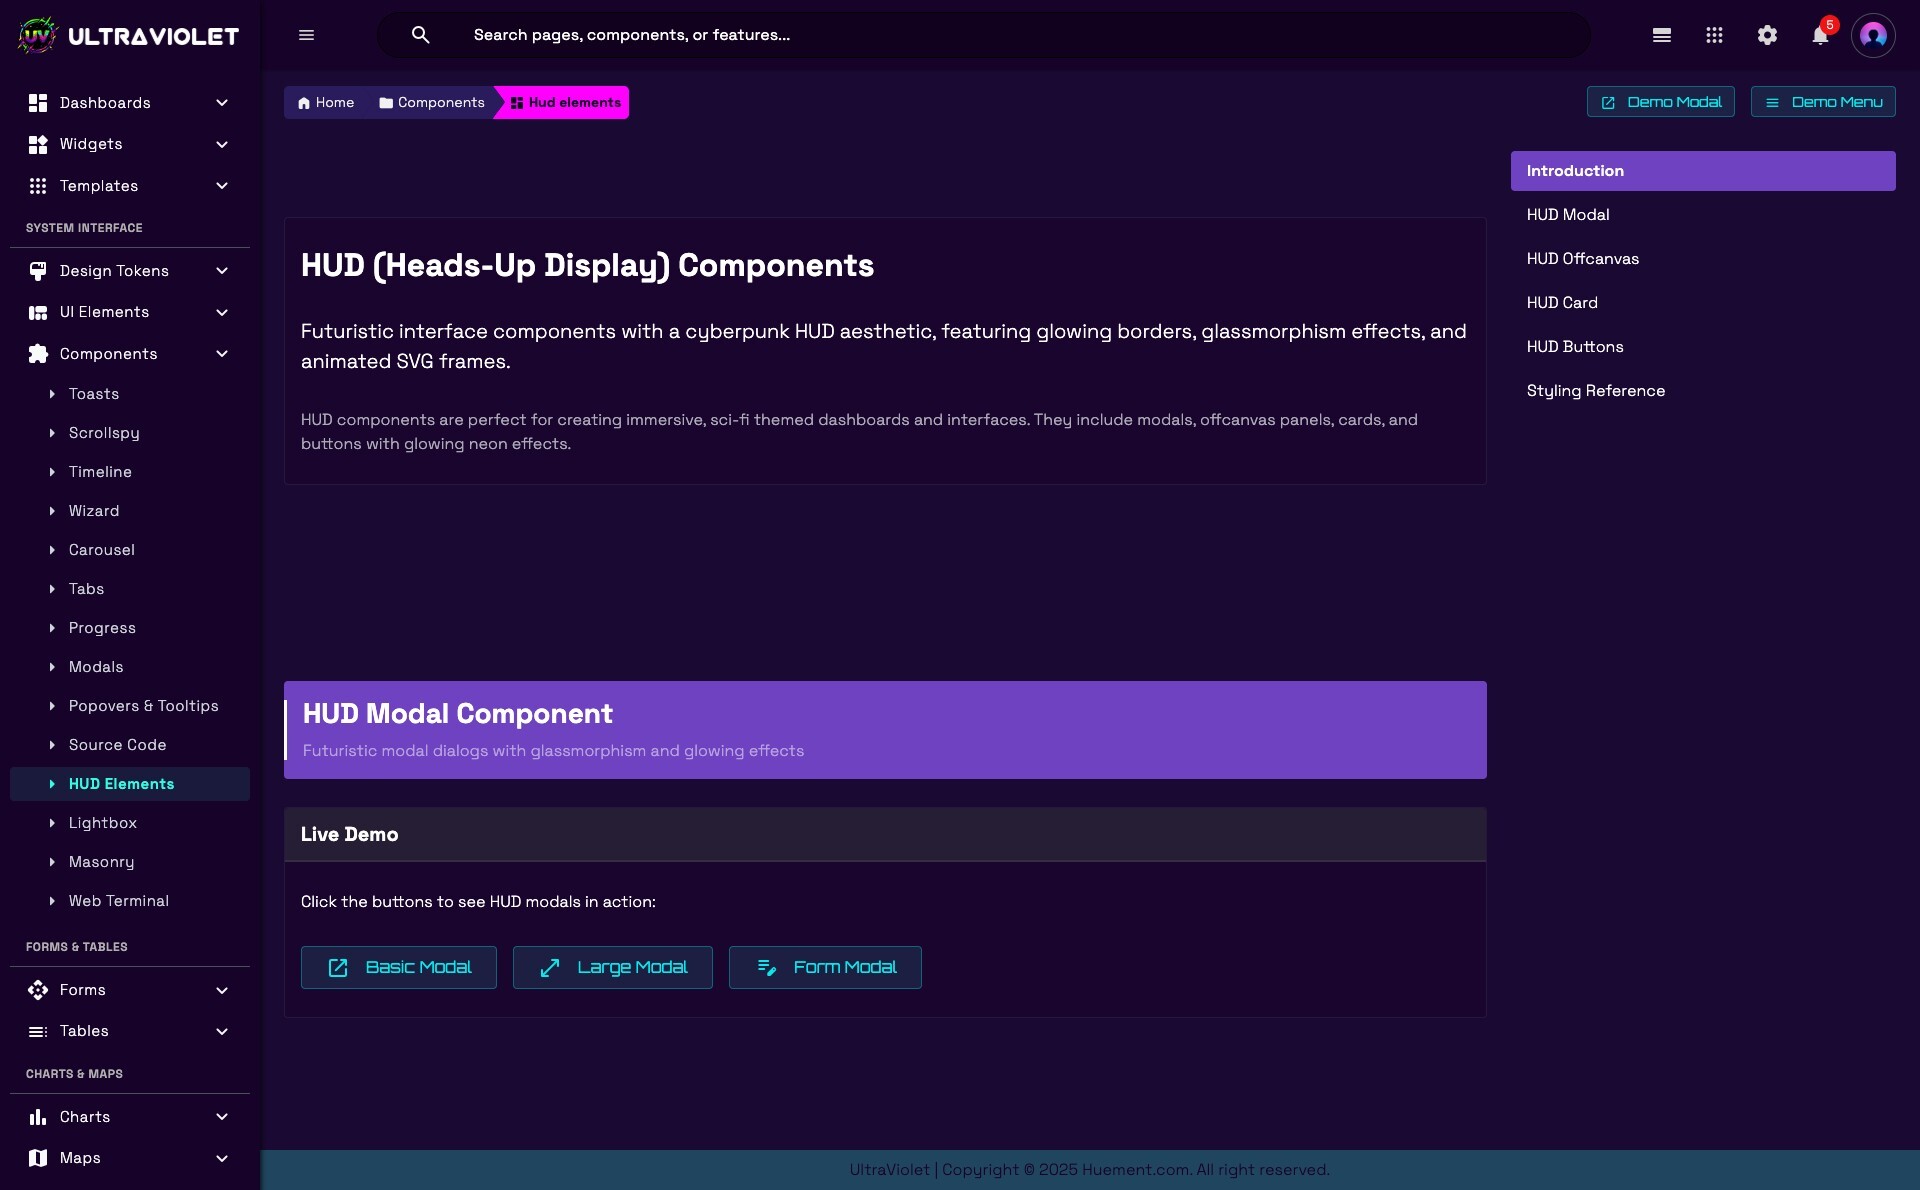 ULTRAVIOLET
Search pages, components, or features...
5
Dashboards
Widgets
Templates
SYSTEM INTERFACE
Design Tokens
UI Elements
Components
Toasts
Scrollspy
Timeline
Wizard
Carousel
Tabs
Progress
Modals
Popovers & Tooltips
Source Code
HUD Elements
Lightbox
Masonry
Web Terminal
FORMS & TABLES
Forms
Tables
CHARTS & MAPS
Charts
Maps
Home
Components
Hud elements
Demo Modal
Demo Menu
HUD (Heads-Up Display) Components
Futuristic interface components with a cyberpunk HUD aesthetic, featuring glowing borders, glassmorphism effects, and
animated SVG frames.
HUD components are perfect for creating immersive, sci-fi themed dashboards and interfaces. They include modals, offcanvas panels, cards, and
buttons with glowing neon effects.
HUD Modal Component
Futuristic modal dialogs with glassmorphism and glowing effects
Live Demo
Click the buttons to see HUD modals in action:
Basic Modal
Large Modal
Form Modal
Introduction
HUD Modal
HUD Offcanvas
HUD Card
HUD Buttons
Styling Reference
UltraViolet | Copyright © 2025 Huement.com. All right reserved.